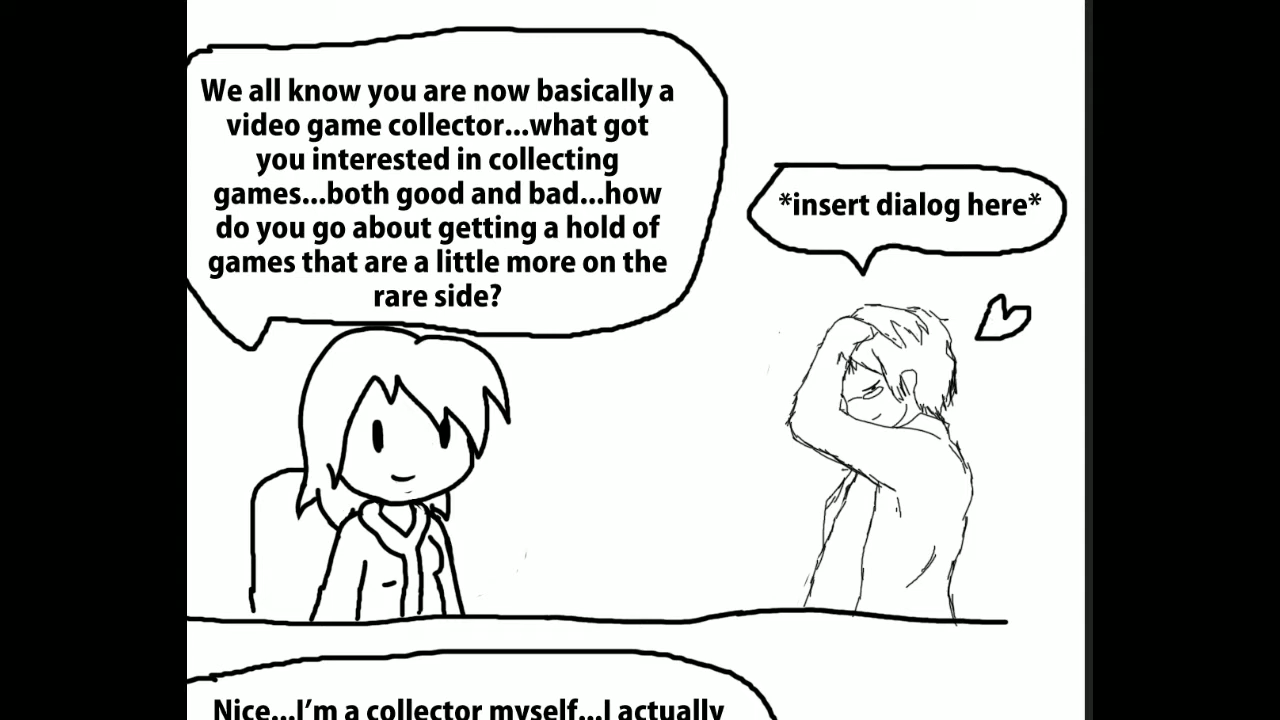 We all know you are now basically a
video game collector...what got
you interested in collecting
games...both good and bad...how
do you go about getting a hold of
games that are a little more on the
rare side?
*insert dialog here*
Nice...I'm a collector myself...I actually